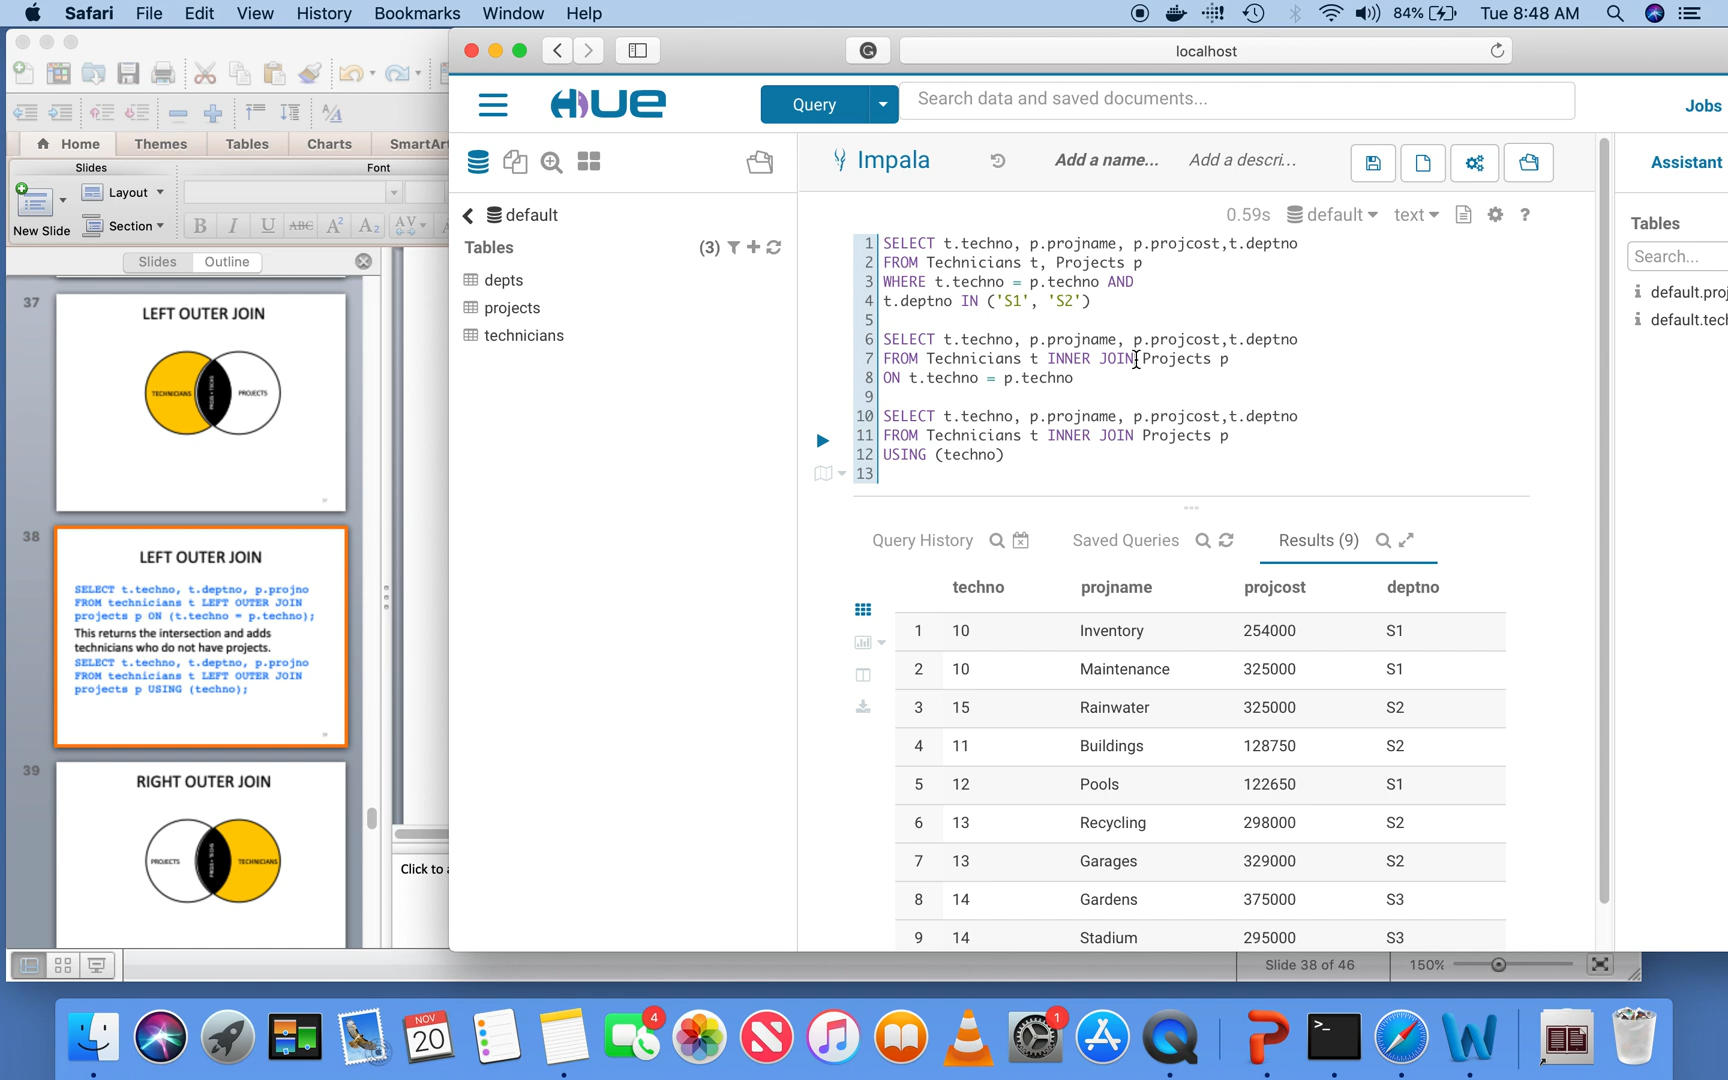 Safari File Edit View History Bookmarks Window Help
84% Tue 8:48 AM
localhost
Home Themes Tables Charts SmartArt
Slides Font
New Slide Layout Section
B I U ABC A2 A2 AV
Slides Outline
37
LEFT OUTER JOIN
TECHNICIANS PROJECTS
38
LEFT OUTER JOIN
SELECT t.techno, t.deptno, p.projno
FROM technicians t LEFT OUTER JOIN
projects p ON (t.techno = p.techno);
This returns the intersection and adds
technicians who do not have projects.
SELECT t.techno, t.deptno, p.projno
FROM technicians t LEFT OUTER JOIN
projects p USING (techno);
39
RIGHT OUTER JOIN
PROJECTS TECHNICIANS
Click to
HUE
Query Search data and saved documents... Jobs
default
Tables (3)
depts
projects
technicians
Impala Add a name... Add a descri...
0.59s default text ?
1 SELECT t.techno, p.projname, p.projcost,t.deptno
2 FROM Technicians t, Projects p
3 WHERE t.techno = p.techno AND
4 t.deptno IN ('S1', 'S2')
5
6 SELECT t.techno, p.projname, p.projcost,t.deptno
7 FROM Technicians t INNER JOIN Projects p
8 ON t.techno = p.techno
9
10 SELECT t.techno, p.projname, p.projcost,t.deptno
11 FROM Technicians t INNER JOIN Projects p
12 USING (techno)
13
Query History Saved Queries Results (9)
techno projname projcost deptno
1 10 Inventory 254000 S1
2 10 Maintenance 325000 S1
3 15 Rainwater 325000 S2
4 11 Buildings 128750 S2
5 12 Pools 122650 S1
6 13 Recycling 298000 S2
7 13 Garages 329000 S2
8 14 Gardens 375000 S3
9 14 Stadium 295000 S3
Assistant
Tables
Search...
default.proj
default.tech
Slide 38 of 46 150%
NOV
20
4
1